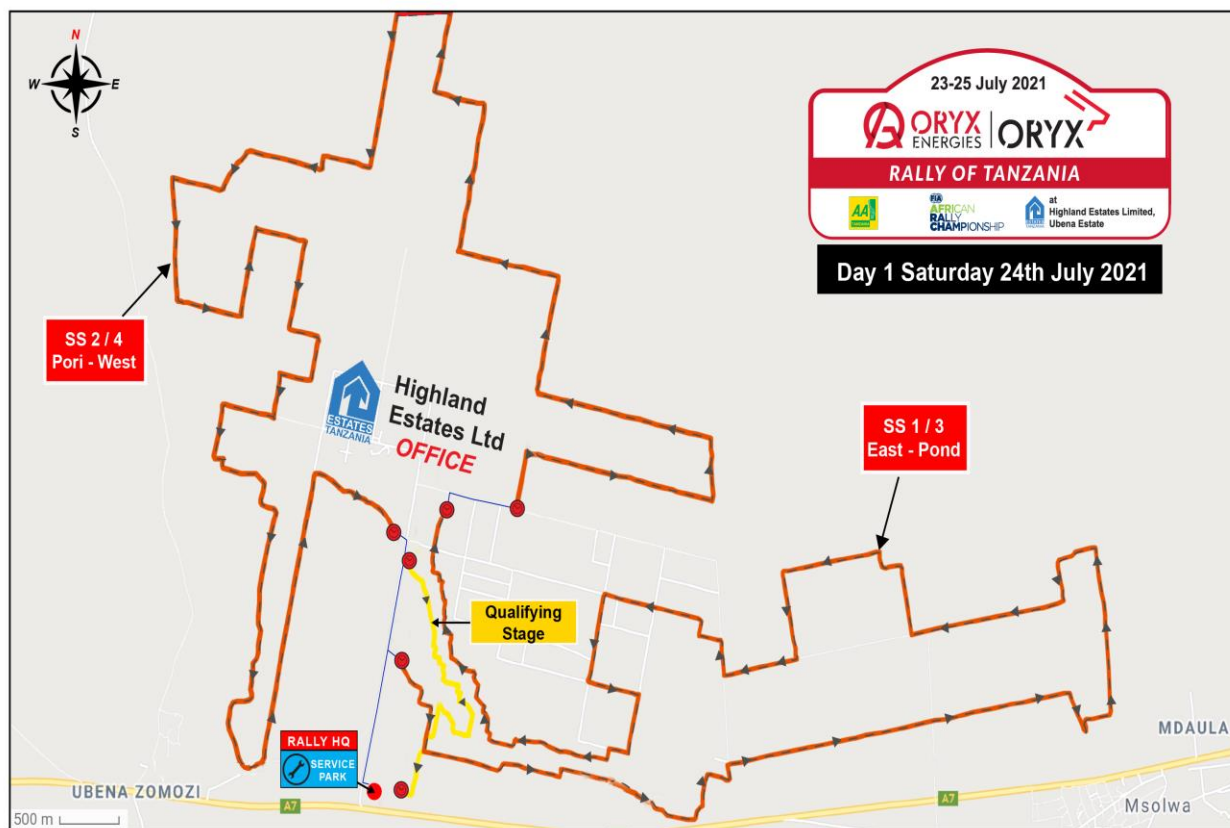 N
W
E
S
23-25 July 2021
ORYX
ENERGIES
ORYX
RALLY OF TANZANIA
AA
FIA
AFRICAN
RALLY
CHAMPIONSHIP
at
Highland Estates Limited,
Ubena Estate
Day 1 Saturday 24th July 2021
SS 2 / 4
Pori - West
ESTATES
TANZANIA
Highland
Estates Ltd
OFFICE
SS 1 / 3
East - Pond
Qualifying
Stage
RALLY HQ
SERVICE
PARK
MDAULA
UBENA ZOMOZI
A7
A7
Msolwa
500 m